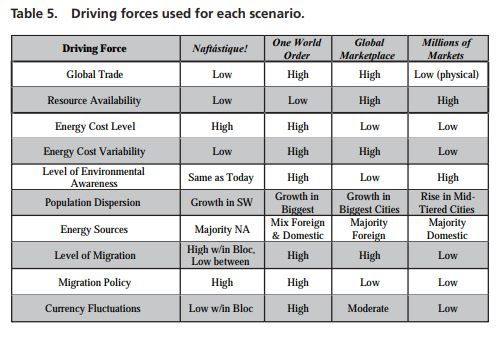 Table 5. Driving forces used for each scenario.
Driving Force Naftástique! One World Order Global Marketplace Millions of Markets
Global Trade Low High High Low (physical)
Resource Availability Low Low High High
Energy Cost Level High High Low Low
Energy Cost Variability Low High High Low
Level of Environmental Awareness Same as Today High Low High
Population Dispersion Growth in SW Growth in Biggest Growth in Biggest Cities Rise in Mid-Tiered Cities
Energy Sources Majority NA Mix Foreign & Domestic Majority Foreign Majority Domestic
Level of Migration High w/in Bloc, Low between High High Low
Migration Policy High High Low Low
Currency Fluctuations Low w/in Bloc High Moderate Low